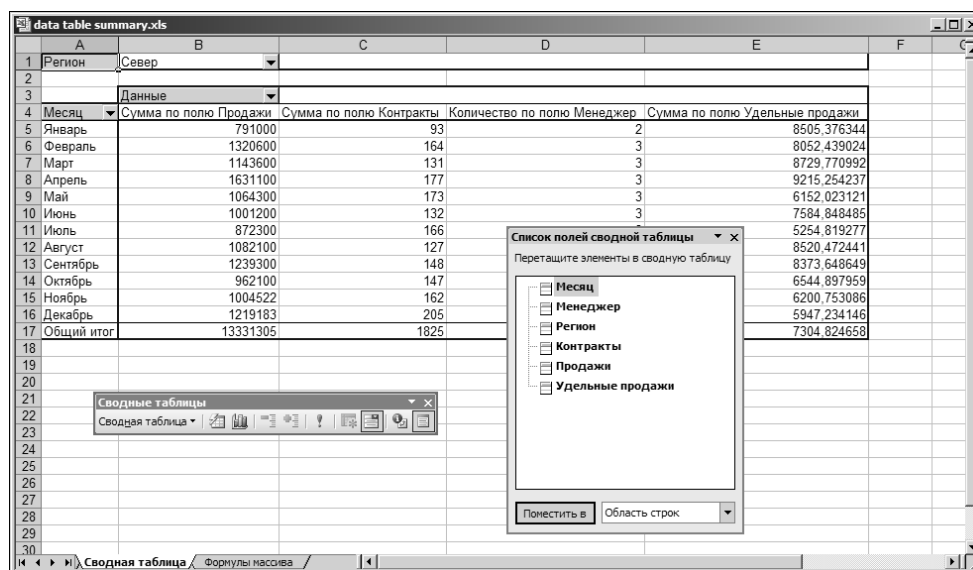 data table summary.xls
A B C D E F
1 Регион Север
2
3 Данные
4 Месяц Сумма по полю Продажи Сумма по полю Контракты Количество по полю Менеджер Сумма по полю Удельные продажи
5 Январь 791000 93 2 8505,376344
6 Февраль 1320600 164 3 8052,439024
7 Март 1143600 131 3 8729,770992
8 Апрель 1631100 177 3 9215,254237
9 Май 1064300 173 3 6152,023121
10 Июнь 1001200 132 3 7584,848485
11 Июль 872300 166 5254,819277
12 Август 1082100 127 8520,472441
13 Сентябрь 1239300 148 8373,648649
14 Октябрь 962100 147 6544,897959
15 Ноябрь 1004522 162 6200,753086
16 Декабрь 1219183 205 5947,234146
17 Общий итог 13331305 1825 7304,824658
18
19
20
21
22
23
24
25
26
27
28
29
30
Список полей сводной таблицы
Перетащите элементы в сводную таблицу
Месяц
Менеджер
Регион
Контракты
Продажи
Удельные продажи
Поместить в Область строк
Сводные таблицы
Сводная таблица
Сводная таблица Формулы массива